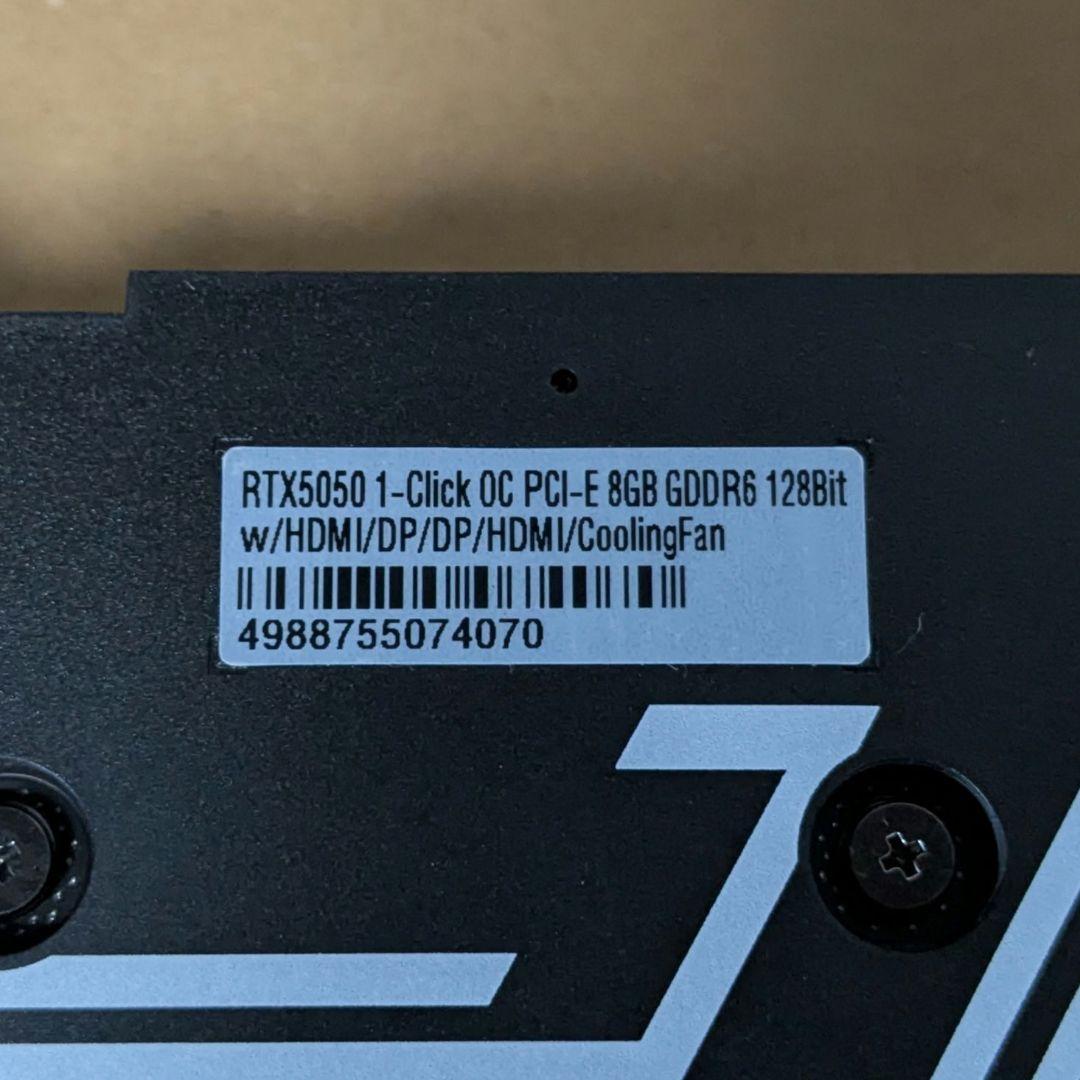 RTX5050 1-Click OC PCI-E 8GB GDDR6 128Bit
w/HDMI/DP/DP/HDMI/CoolingFan
4988755074070